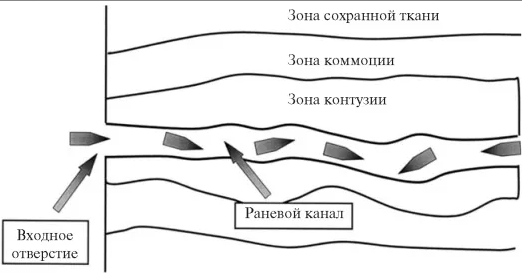 Зона сохранной ткани
Зона коммоции
Зона контузии
Раневой канал
Входное
отверстие